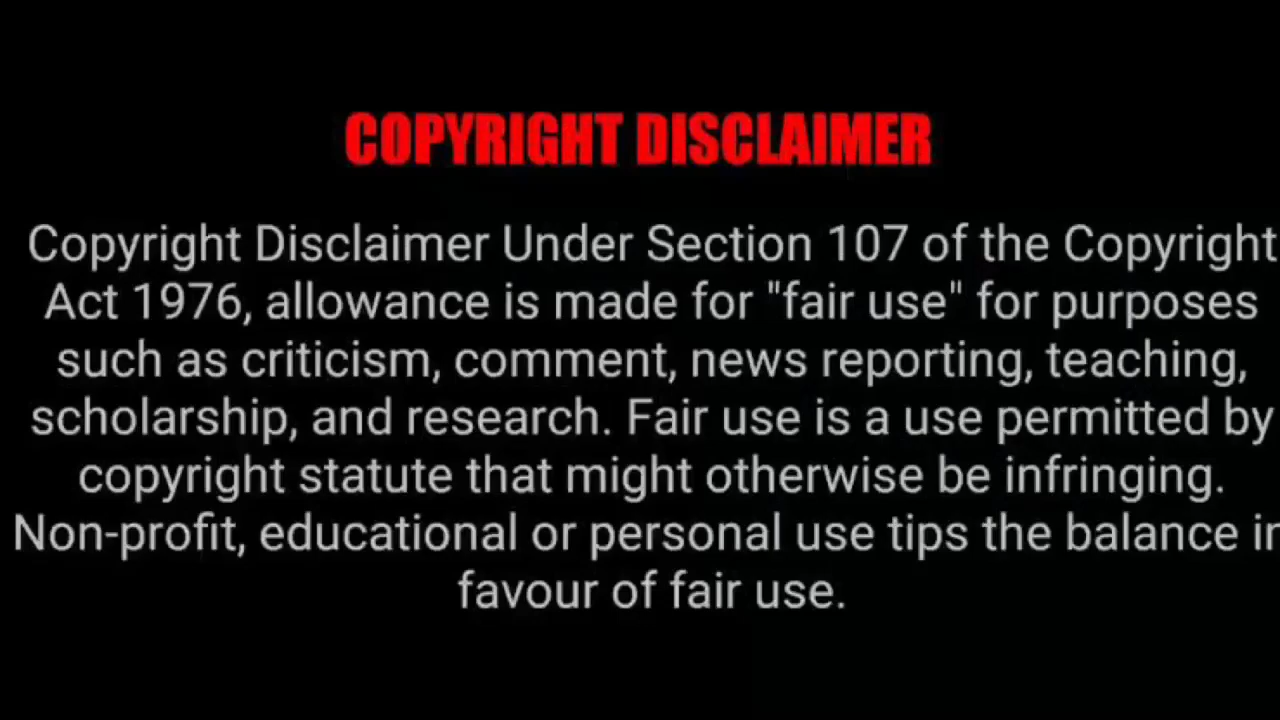 COPYRIGHT DISCLAIMER
Copyright Disclaimer Under Section 107 of the Copyright
Act 1976, allowance is made for "fair use" for purposes
such as criticism, comment, news reporting, teaching,
scholarship, and research. Fair use is a use permitted by
copyright statute that might otherwise be infringing.
Non-profit, educational or personal use tips the balance in
favour of fair use.